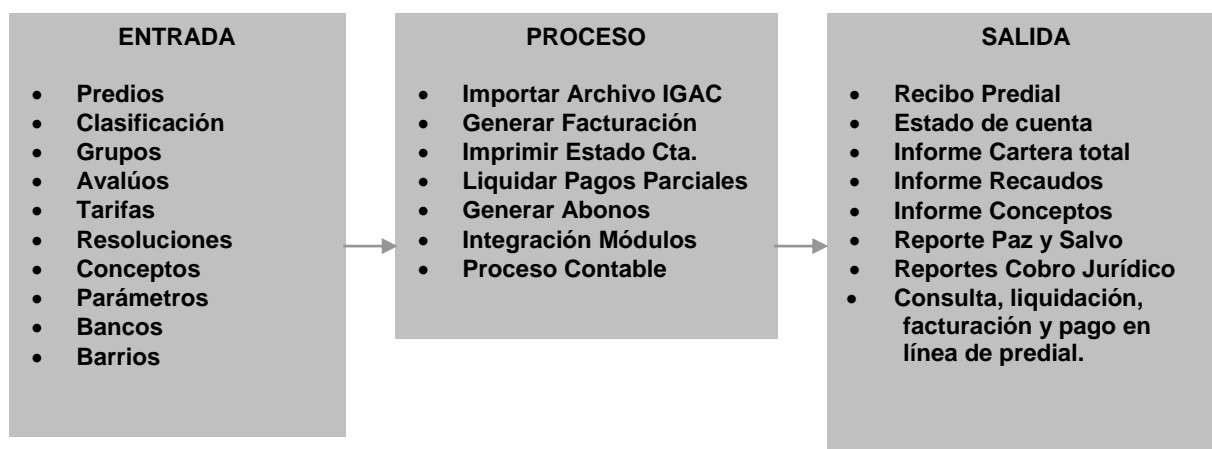 ENTRADA
• Predios
• Clasificación
• Grupos
• Avalúos
• Tarifas
• Resoluciones
• Conceptos
• Parámetros
• Bancos
• Barrios
PROCESO
• Importar Archivo IGAC
• Generar Facturación
• Imprimir Estado Cta.
• Liquidar Pagos Parciales
• Generar Abonos
• Integración Módulos
• Proceso Contable
SALIDA
• Recibo Predial
• Estado de cuenta
• Informe Cartera total
• Informe Recaudos
• Informe Conceptos
• Reporte Paz y Salvo
• Reportes Cobro Jurídico
• Consulta, liquidación,
facturación y pago en
línea de predial.